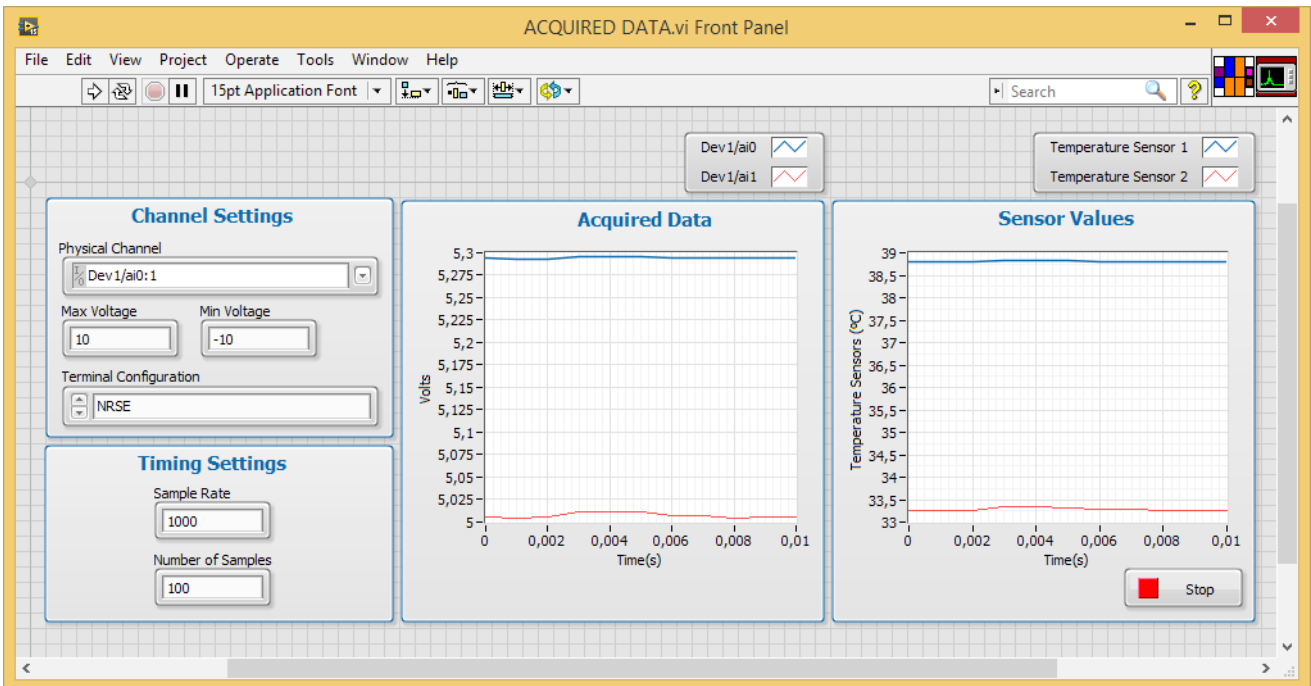 ACQUIRED DATA.vi Front Panel
File Edit View Project Operate Tools Window Help
15pt Application Font
Search
Dev1/ai0
Dev1/ai1
Temperature Sensor 1
Temperature Sensor 2
Channel Settings
Physical Channel
Dev1/ai0:1
Max Voltage Min Voltage
10 -10
Terminal Configuration
NRSE
Timing Settings
Sample Rate
1000
Number of Samples
100
Acquired Data
Volts
5,3
5,275
5,25
5,225
5,2
5,175
5,15
5,125
5,1
5,075
5,05
5,025
5
0 0,002 0,004 0,006 0,008 0,01
Time(s)
Sensor Values
Temperature Sensors (ºC)
39
38,5
38
37,5
37
36,5
36
35,5
35
34,5
34
33,5
33
0 0,002 0,004 0,006 0,008 0,01
Time(s)
Stop